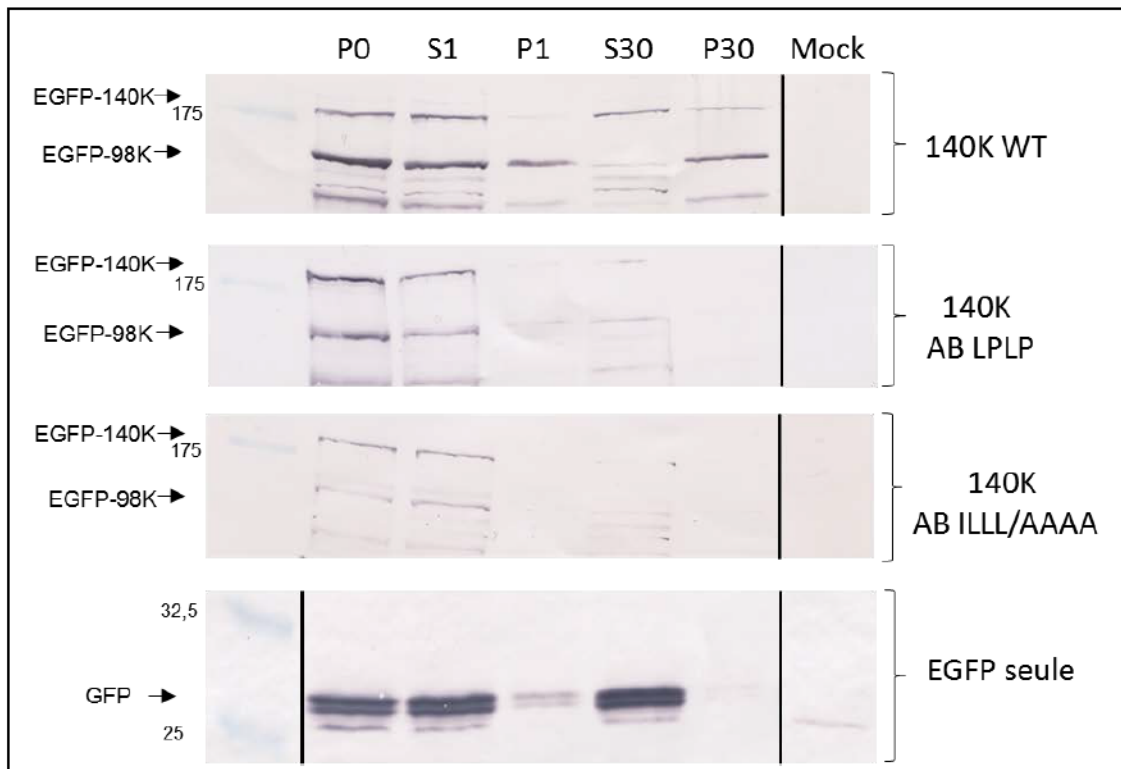 P0 S1 P1 S30 P30 Mock
EGFP-140K
175
EGFP-98K
140K WT
EGFP-140K
175
EGFP-98K
140K
AB LPLP
EGFP-140K
175
EGFP-98K
140K
AB ILLL/AAAA
32,5
GFP
25
EGFP seule